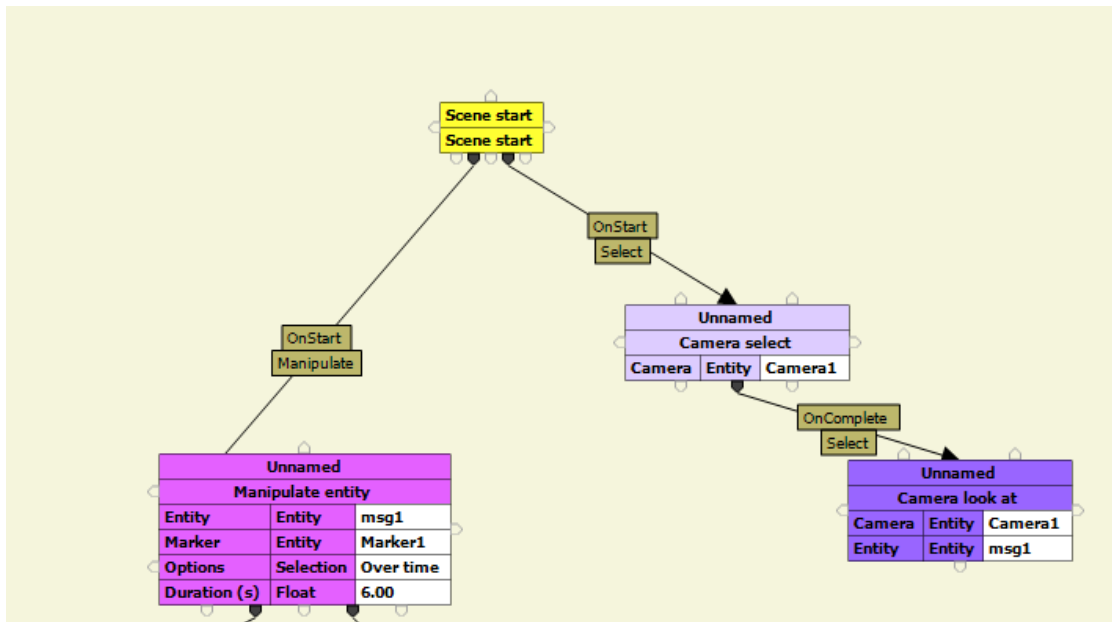 Scene start
Scene start
OnStart
Select
OnStart
Manipulate
Unnamed
Camera select
Camera Entity Camera1
OnComplete
Select
Unnamed
Manipulate entity
Entity Entity msg1
Marker Entity Marker1
Options Selection Over time
Duration (s) Float 6.00
Unnamed
Camera look at
Camera Entity Camera1
Entity Entity msg1